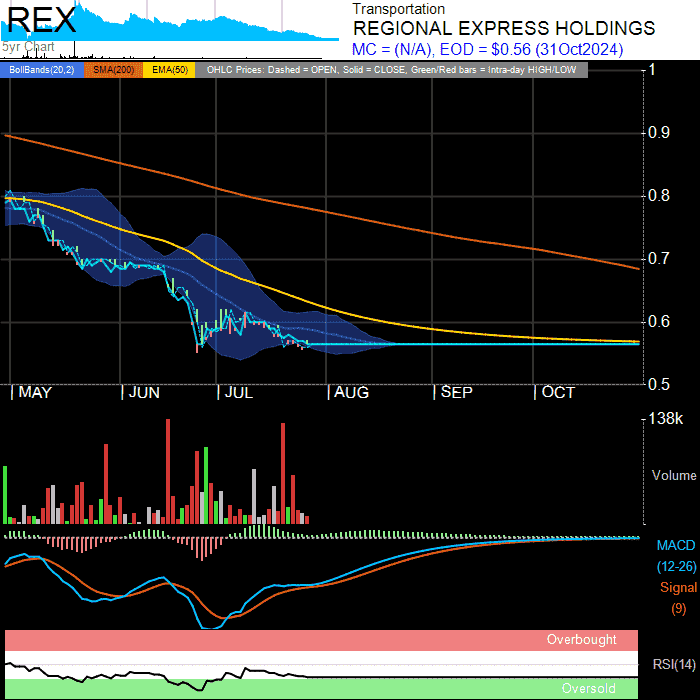 REX
5yr Chart
Transportation
REGIONAL EXPRESS HOLDINGS
MC = (N/A), EOD = $0.56 (31Oct2024)
BollBands(20,2) SMA(200) EMA(50) OHLC Prices: Dashed = OPEN, Solid = CLOSE, Green/Red bars = Intra-day HIGH/LOW
1
0.9
0.8
0.7
0.6
0.5
MAY JUN JUL AUG SEP OCT
138k
Volume
MACD
(12-26)
Signal
(9)
Overbought
RSI(14)
Oversold